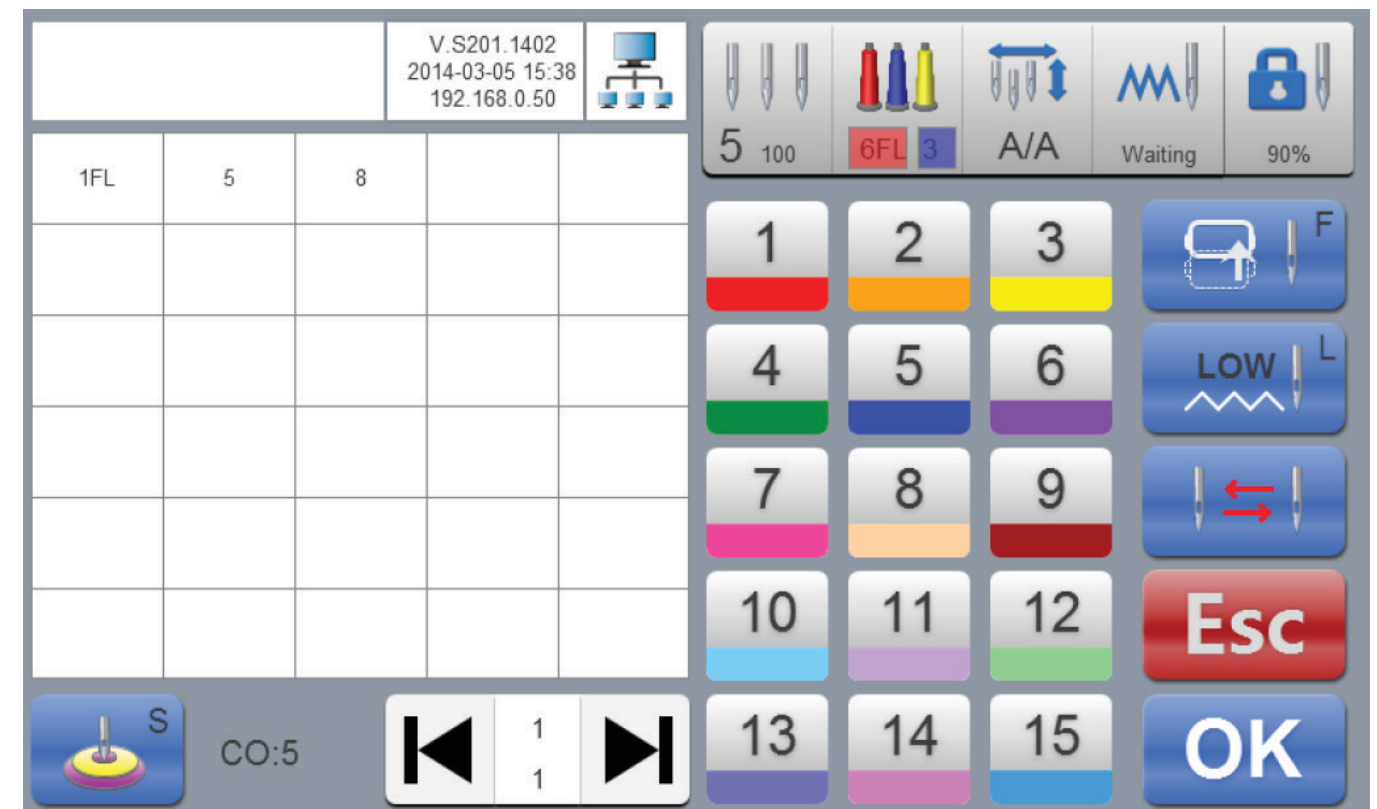 V.S201.1402
2014-03-05 15:38
192.168.0.50
5 100
6FL 3
A/A
Waiting
90%
1FL 5 8
1 2 3
F
4 5 6
LOW L
7 8 9
10 11 12
Esc
S
CO:5
1
1
13 14 15
OK